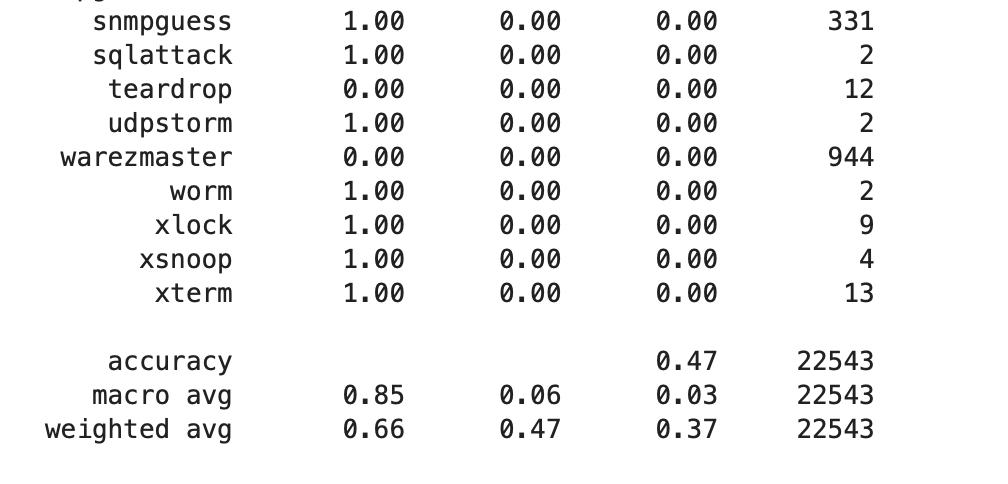 snmpguess 1.00 0.00 0.00 331
sqlattack 1.00 0.00 0.00 2
teardrop 0.00 0.00 0.00 12
udpstorm 1.00 0.00 0.00 2
warezmaster 0.00 0.00 0.00 944
worm 1.00 0.00 0.00 2
xlock 1.00 0.00 0.00 9
xsnoop 1.00 0.00 0.00 4
xterm 1.00 0.00 0.00 13
accuracy 0.47 22543
macro avg 0.85 0.06 0.03 22543
weighted avg 0.66 0.47 0.37 22543